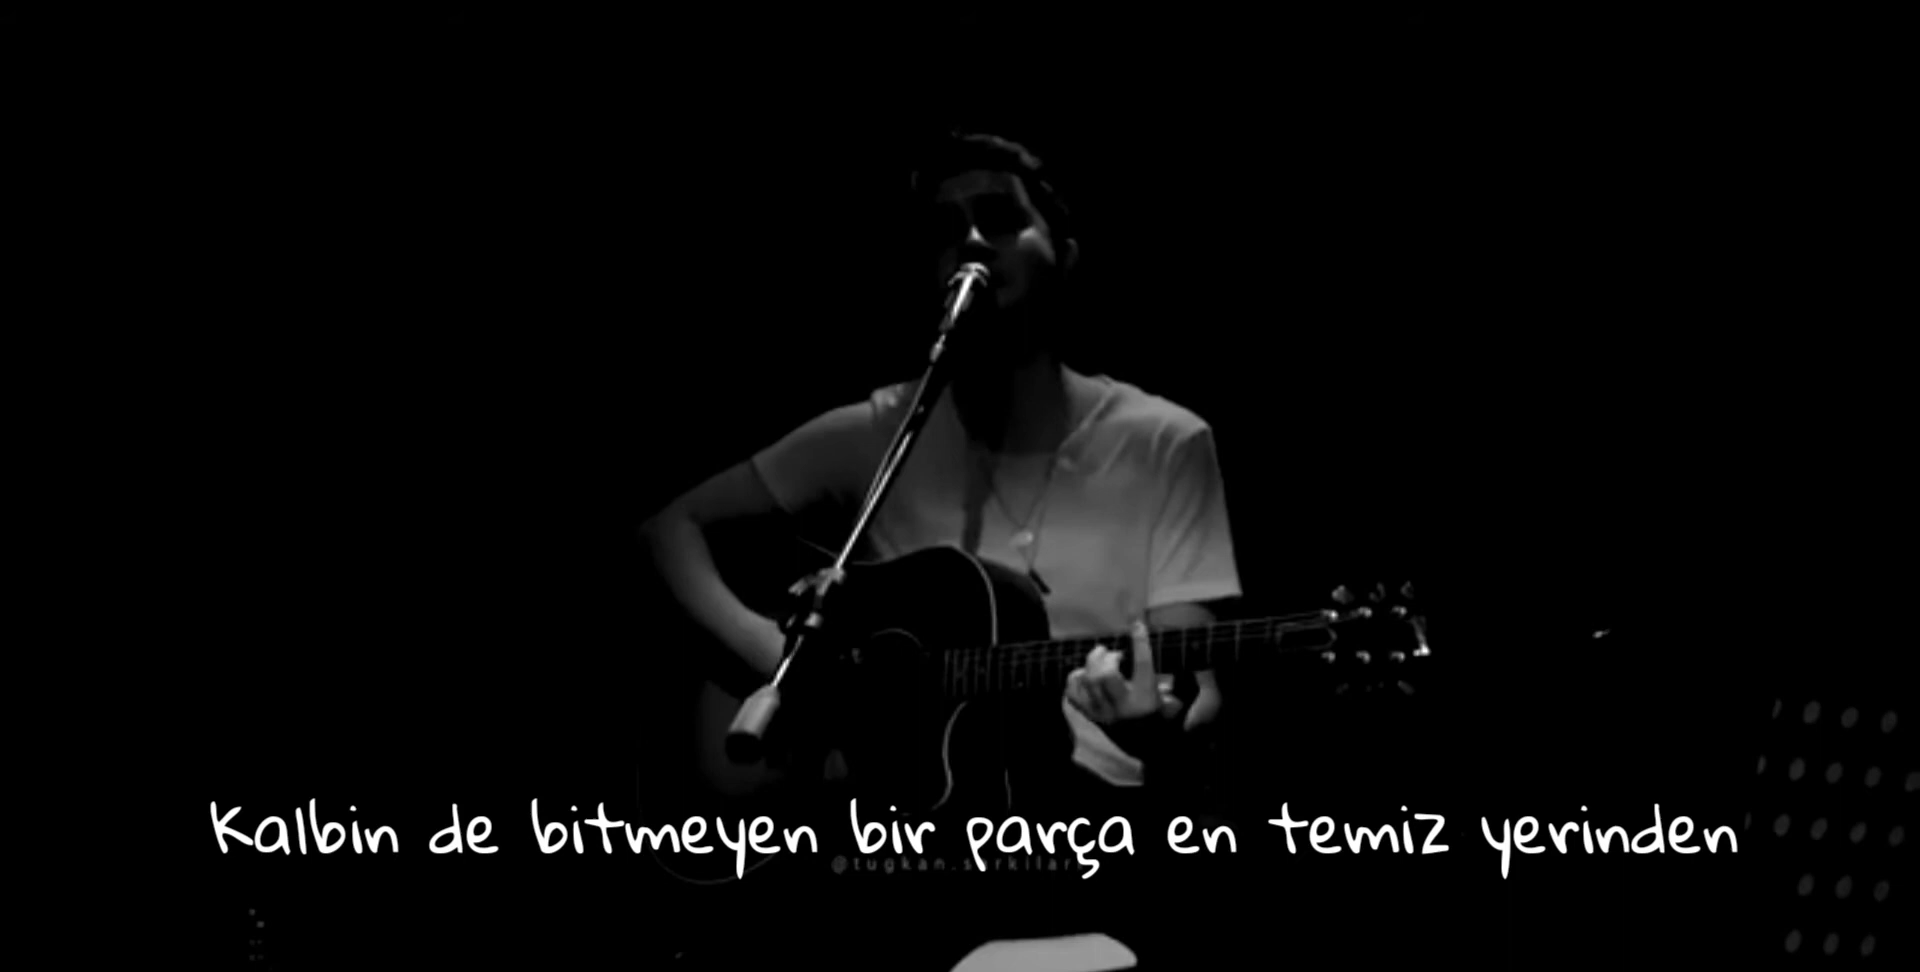 Kalbin de bitmeyen bir parça en temiz yerinden